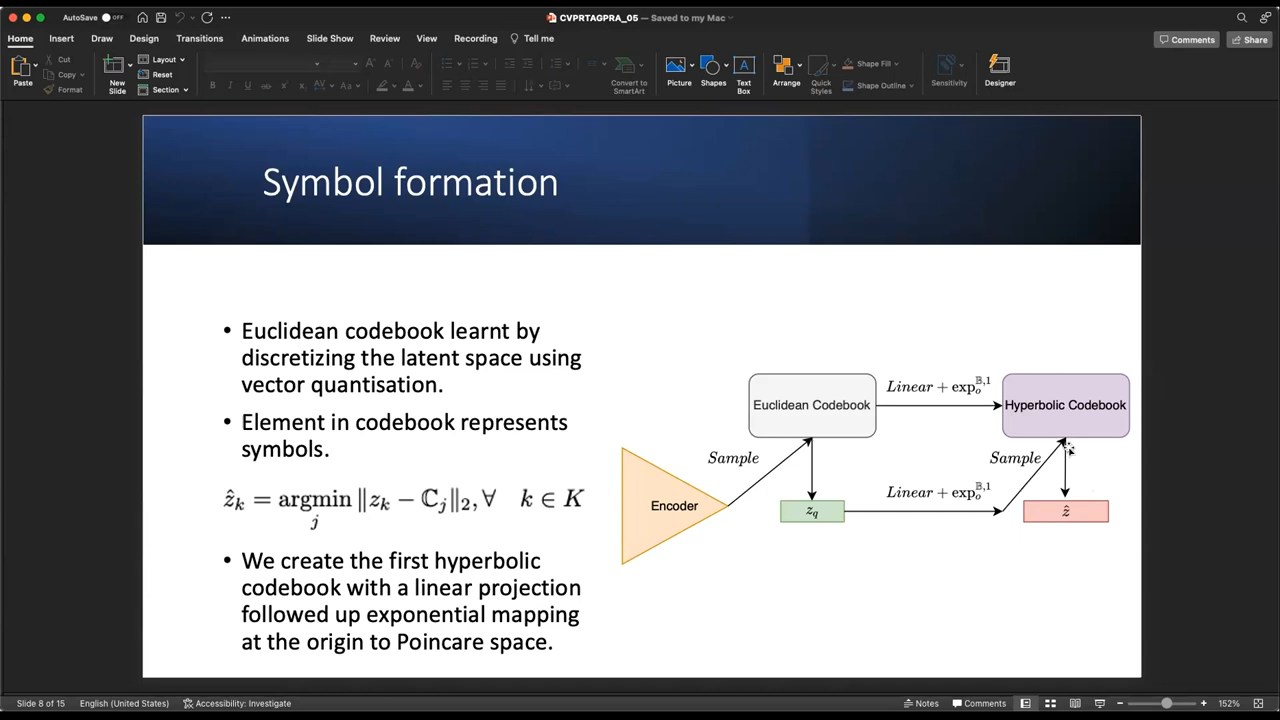 AutoSave OFF
CVPRTAGPRA_05 — Saved to my Mac
Home Insert Draw Design Transitions Animations Slide Show Review View Recording Tell me
Comments Share
Paste
Cut
Copy
Format
New Slide
Layout
Reset
Section
Convert to SmartArt
Picture
Shapes
Text Box
Arrange
Quick Styles
Shape Fill
Shape Outline
Sensitivity
Designer
Symbol formation
• Euclidean codebook learnt by
discretizing the latent space using
vector quantisation.
• Element in codebook represents
symbols.
ẑ_k = argmin_j ‖z_k − ℂ_j‖₂, ∀ k ∈ K
• We create the first hyperbolic
codebook with a linear projection
followed up exponential mapping
at the origin to Poincare space.
Encoder
Sample
Euclidean Codebook
z_q
Linear + exp_o^{𝔹,1}
Linear + exp_o^{𝔹,1}
Sample
Hyperbolic Codebook
ẑ
Slide 8 of 15 English (United States) Accessibility: Investigate
Notes Comments 152%